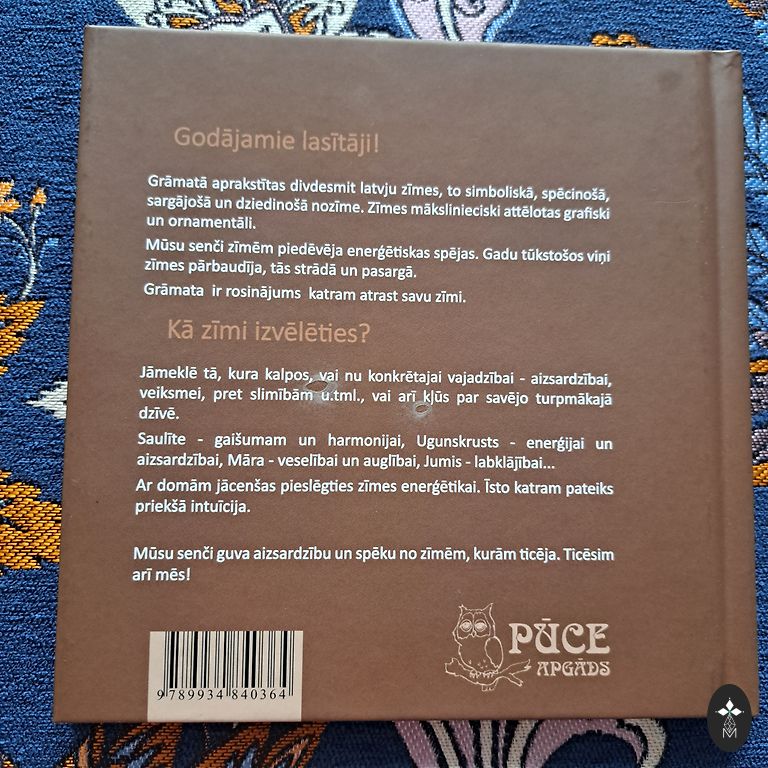 Godājamie lasītāji!
Grāmatā aprakstītas divdesmit latvju zīmes, to simboliskā, spēcinošā,
sargājošā un dziedinošā nozīme. Zīmes mākslinieciski attēlotas grafiski
un ornamentāli.
Mūsu senči zīmēm piedēvēja enerģētiskas spējas. Gadu tūkstošos viņi
zīmes pārbaudīja, tās strādā un pasargā.
Grāmata ir rosinājums katram atrast savu zīmi.
Kā zīmi izvēlēties?
Jāmeklē tā, kura kalpos, vai nu konkrētajai vajadzībai - aizsardzībai,
veiksmei, pret slimībām u.tml., vai arī kļūs par savējo turpmākajā
dzīvē.
Saulīte - gaišumam un harmonijai, Ugunskrusts - enerģijai un
aizsardzībai, Māra - veselībai un auglībai, Jumis - labklājībai...
Ar domām jācenšas pieslēgties zīmes enerģētikai. Īsto katram pateiks
priekšā intuīcija.
Mūsu senči guva aizsardzību un spēku no zīmēm, kurām ticēja. Ticēsim
arī mēs!
PŪCE
APGĀDS
9 789934 840364
M